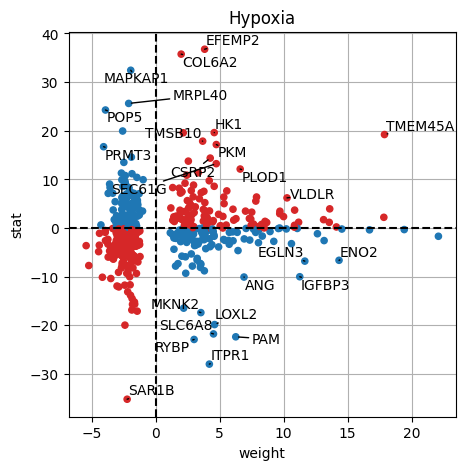 Hypoxia
40
EFEMP2
COL6A2
MAPKAP1
30
MRPL40
POP5
20
TMSB10
HK1
TMEM45A
PRMT3
PKM
CSRP2
PLOD1
10
SEC61G
VLDLR
stat
0
EGLN3
ENO2
−10
ANG
IGFBP3
MKNK2
LOXL2
−20
SLC6A8
RYBP
PAM
ITPR1
−30
SAR1B
−5
0
5
10
15
20
weight